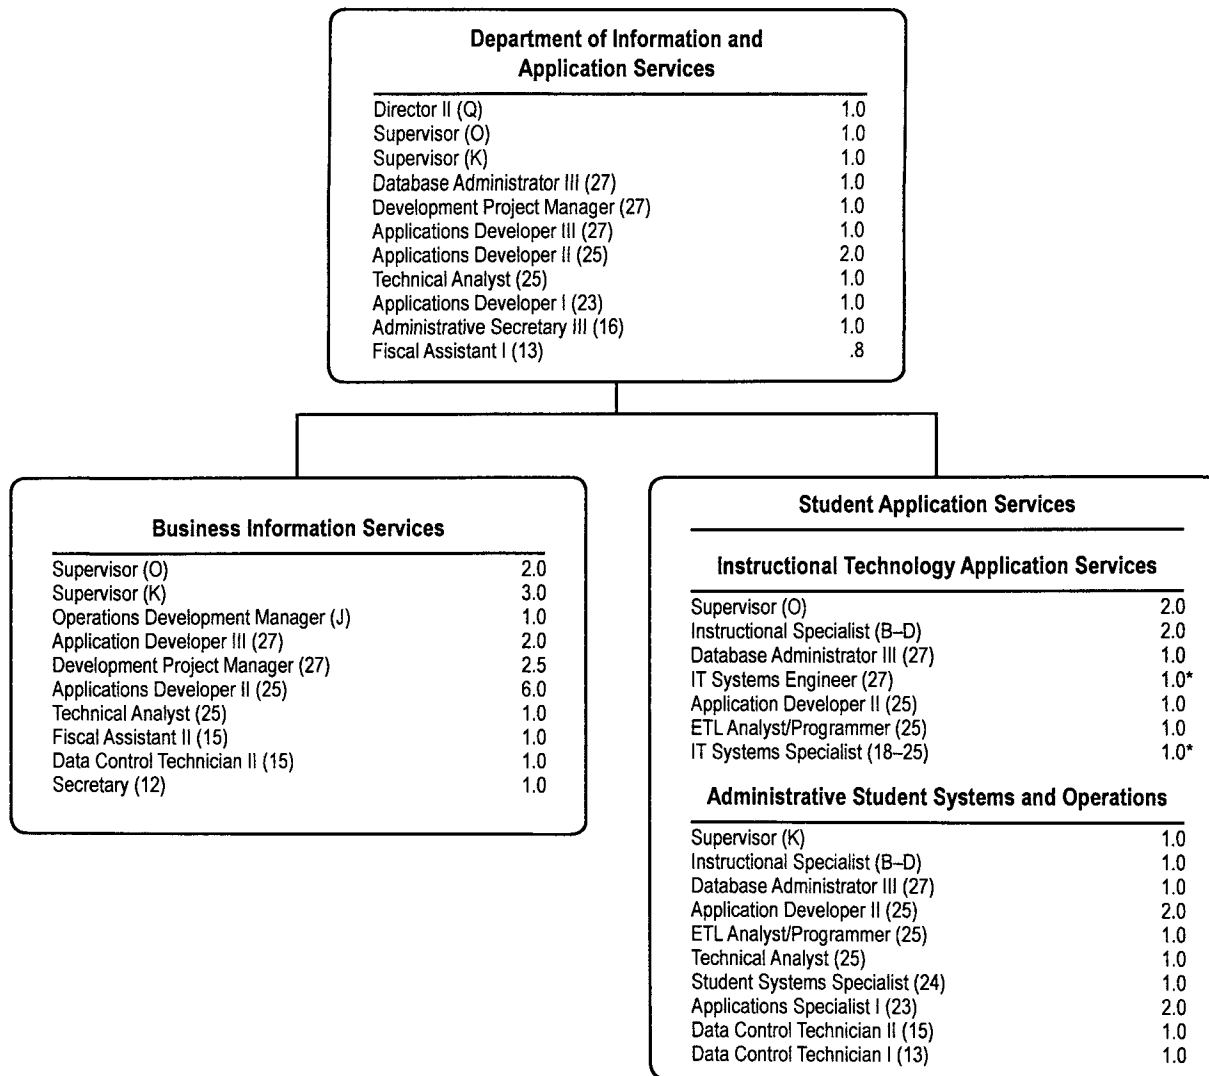 Department of Information and
Application Services
Director II (Q) 1.0
Supervisor (O) 1.0
Supervisor (K) 1.0
Database Administrator III (27) 1.0
Development Project Manager (27) 1.0
Applications Developer III (27) 1.0
Applications Developer II (25) 2.0
Technical Analyst (25) 1.0
Applications Developer I (23) 1.0
Administrative Secretary III (16) 1.0
Fiscal Assistant I (13) .8
Business Information Services
Supervisor (O) 2.0
Supervisor (K) 3.0
Operations Development Manager (J) 1.0
Application Developer III (27) 2.0
Development Project Manager (27) 2.5
Applications Developer II (25) 6.0
Technical Analyst (25) 1.0
Fiscal Assistant II (15) 1.0
Data Control Technician II (15) 1.0
Secretary (12) 1.0
Student Application Services
Instructional Technology Application Services
Supervisor (O) 2.0
Instructional Specialist (B–D) 2.0
Database Administrator III (27) 1.0
IT Systems Engineer (27) 1.0*
Application Developer II (25) 1.0
ETL Analyst/Programmer (25) 1.0
IT Systems Specialist (18–25) 1.0*
Administrative Student Systems and Operations
Supervisor (K) 1.0
Instructional Specialist (B–D) 1.0
Database Administrator III (27) 1.0
Application Developer II (25) 2.0
ETL Analyst/Programmer (25) 1.0
Technical Analyst (25) 1.0
Student Systems Specialist (24) 1.0
Applications Specialist I (23) 2.0
Data Control Technician II (15) 1.0
Data Control Technician I (13) 1.0